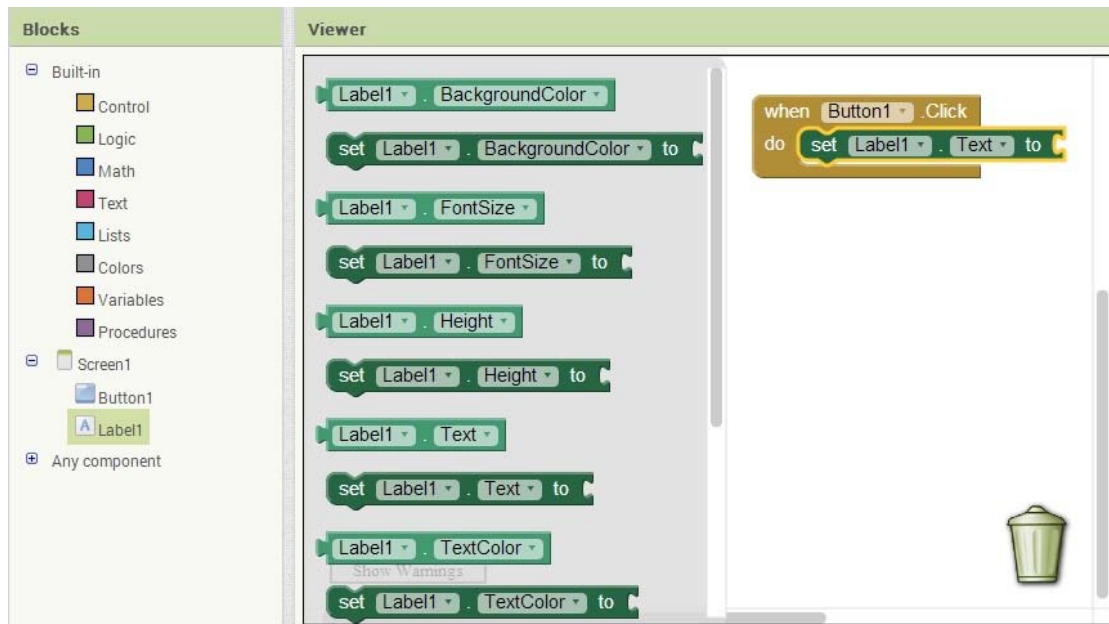 Blocks
Built-in
Control
Logic
Math
Text
Lists
Colors
Variables
Procedures
Screen1
Button1
A Label1
Any component
Viewer
Label1 . BackgroundColor
set Label1 . BackgroundColor to
Label1 . FontSize
set Label1 . FontSize to
Label1 . Height
set Label1 . Height to
Label1 . Text
set Label1 . Text to
Label1 . TextColor
Show Warnings
set Label1 . TextColor to
when Button1 .Click
do set Label1 . Text to